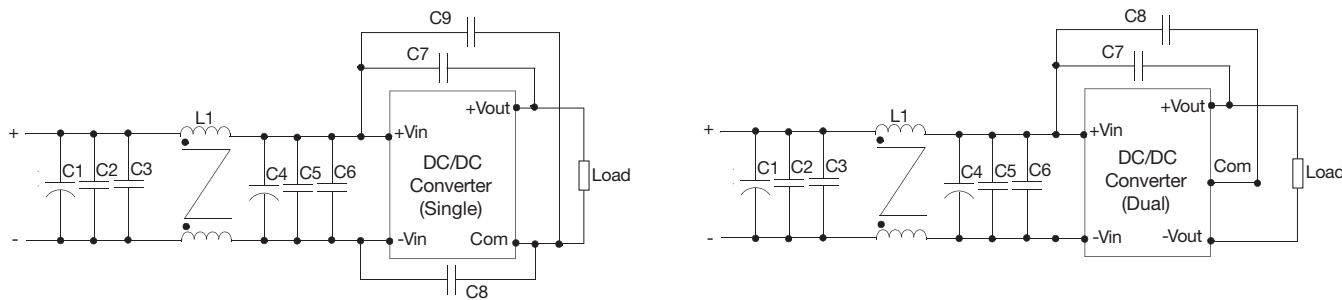 C9
C7
+Vout
L1
+
+Vin
C1
C2
C3
C4
C5
C6
DC/DC
Converter
(Single)
Load
-
-Vin
Com
C8
C8
C7
+Vout
L1
+
+Vin
C1
C2
C3
C4
C5
C6
DC/DC
Converter
(Dual)
Com
Load
-
-Vin
-Vout